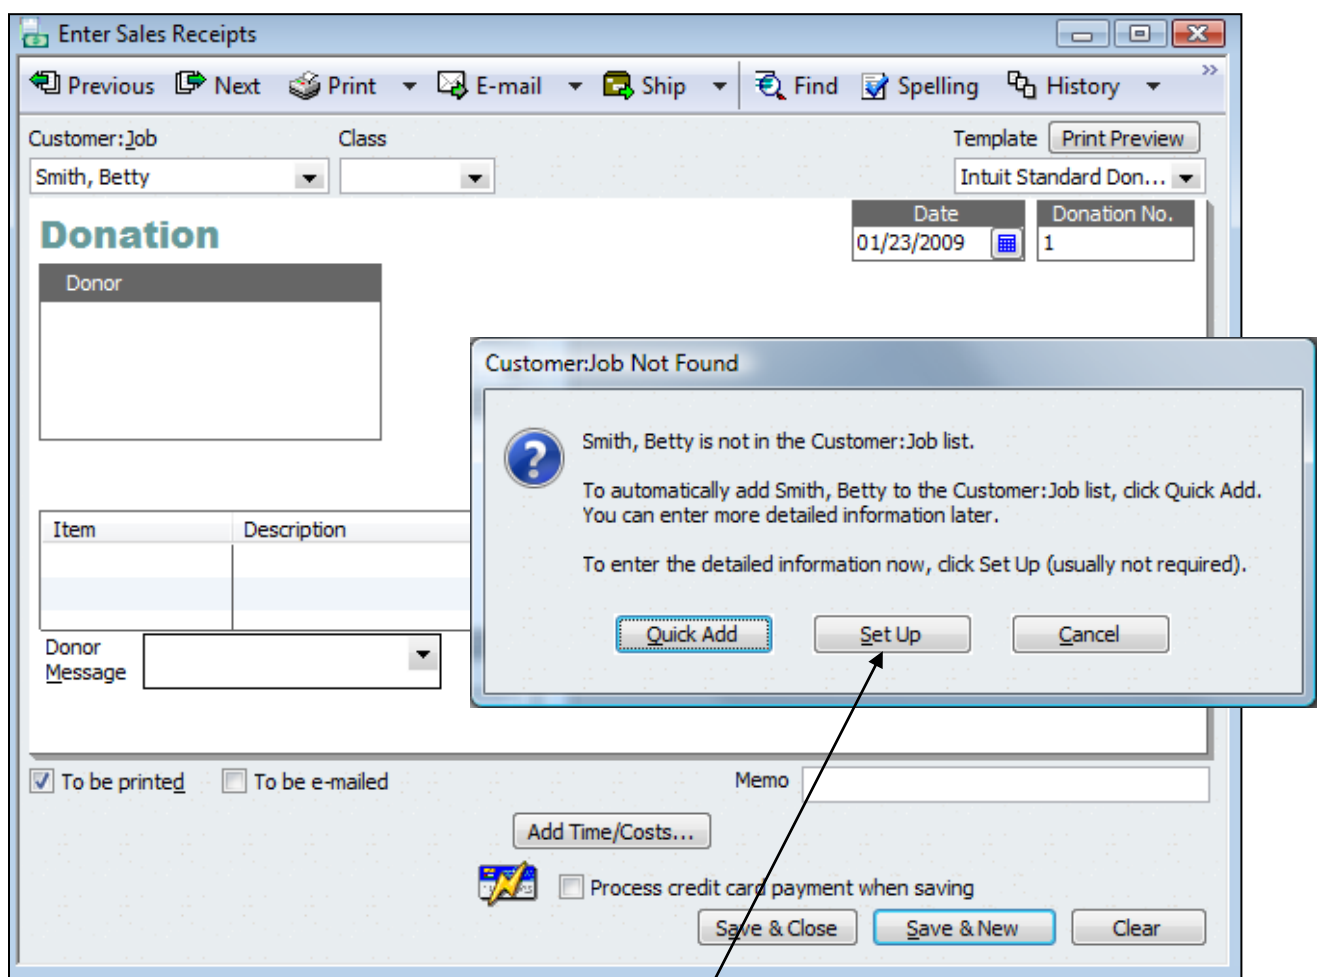 Enter Sales Receipts
Previous Next Print E-mail Ship Find Spelling History »
Customer:Job Class Template Print Preview
Smith, Betty Intuit Standard Don...
Donation
Date Donation No.
01/23/2009 1
Donor
Customer:Job Not Found
Smith, Betty is not in the Customer:Job list.
To automatically add Smith, Betty to the Customer:Job list, click Quick Add.
You can enter more detailed information later.
To enter the detailed information now, click Set Up (usually not required).
Quick Add Set Up Cancel
Item Description
Donor
Message
To be printed To be e-mailed Memo
Add Time/Costs...
Process credit card payment when saving
Save & Close Save & New Clear